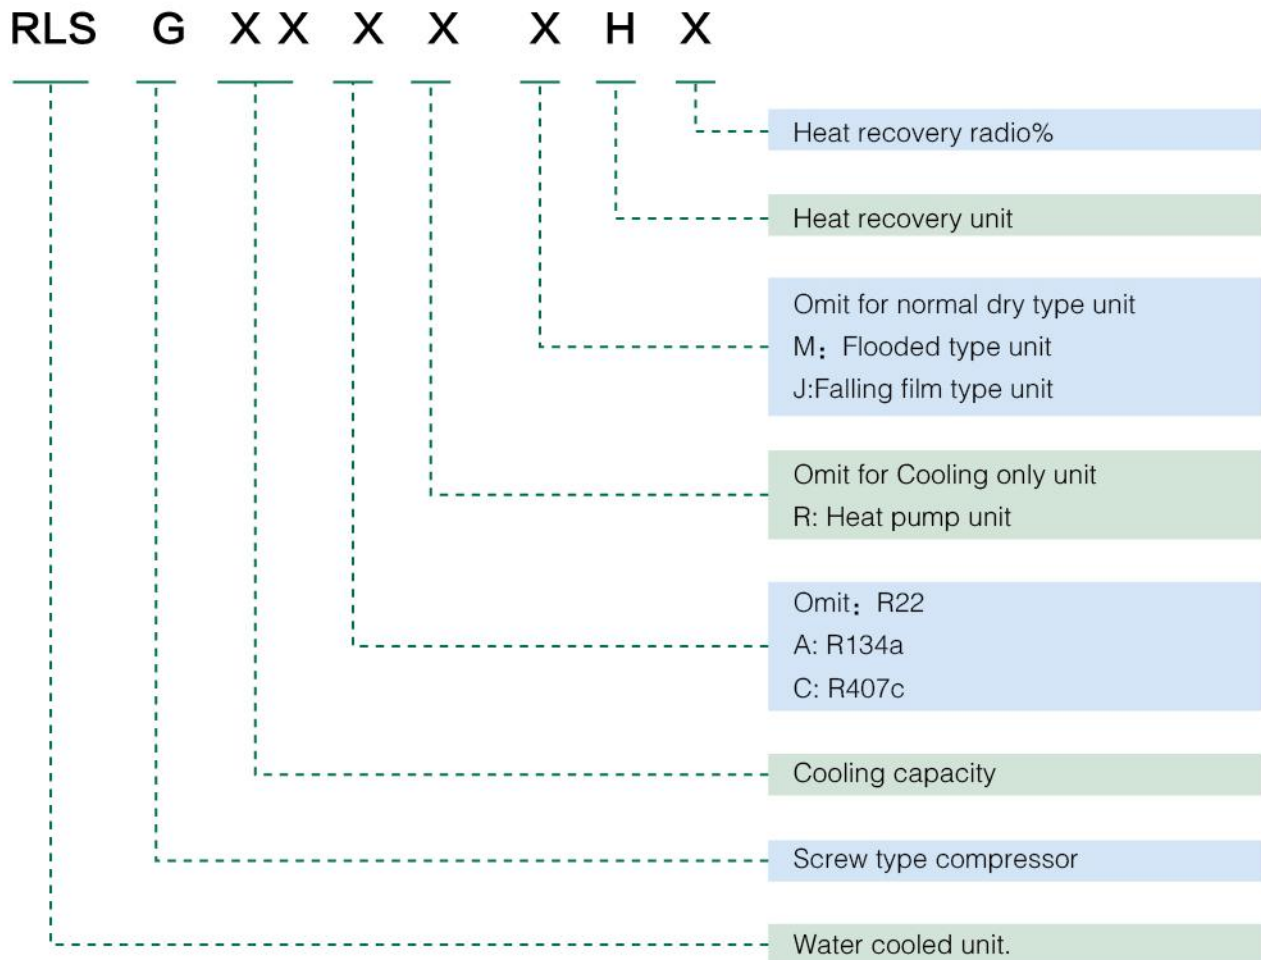 RLS G X X X X X H X
Heat recovery radio%
Heat recovery unit
Omit for normal dry type unit
M：Flooded type unit
J:Falling film type unit
Omit for Cooling only unit
R: Heat pump unit
Omit：R22
A: R134a
C: R407c
Cooling capacity
Screw type compressor
Water cooled unit.